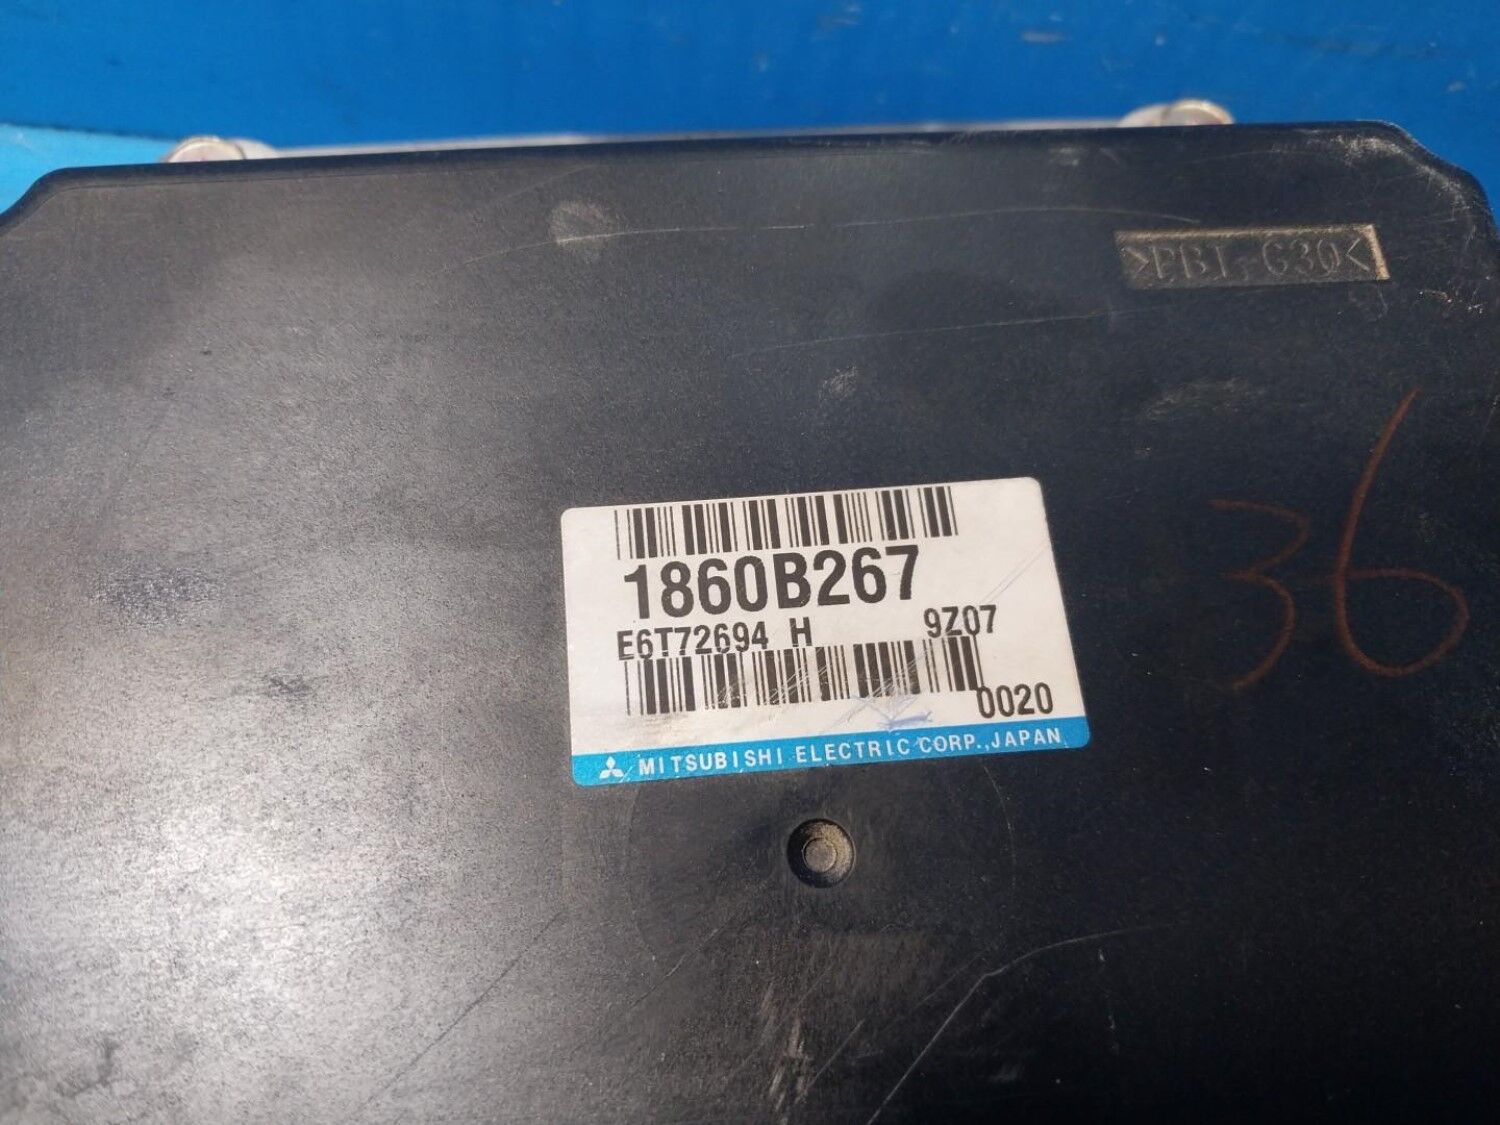 >PBT-G30<
1860B267
E6T72694 H 9Z07
0020
MITSUBISHI ELECTRIC CORP.,JAPAN
36